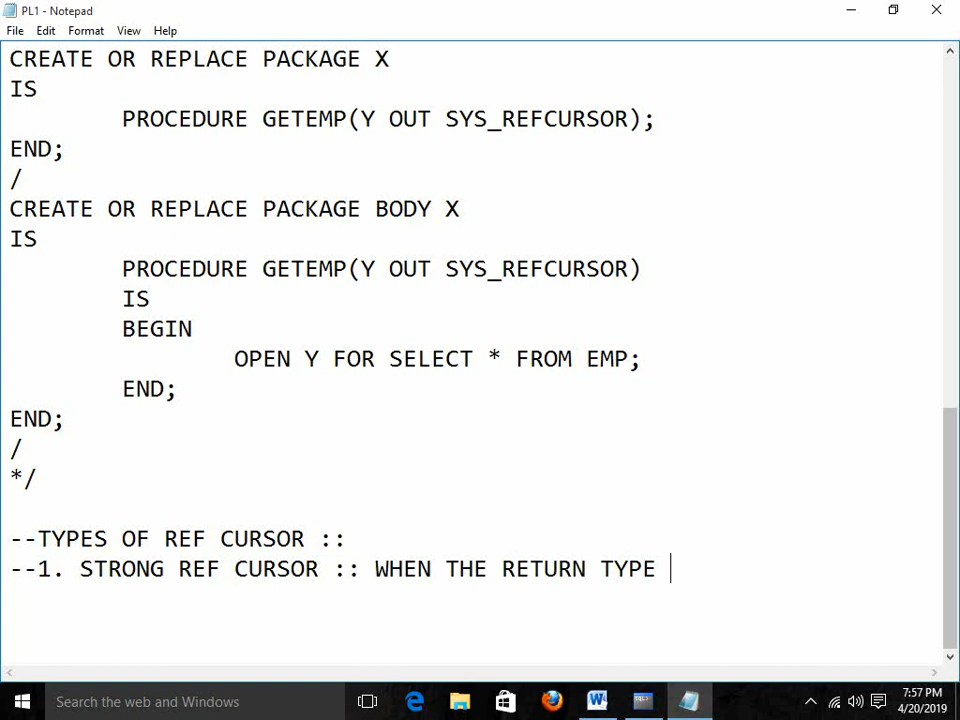 PL1 - Notepad
File Edit Format View Help
CREATE OR REPLACE PACKAGE X
IS
PROCEDURE GETEMP(Y OUT SYS_REFCURSOR);
END;
/
CREATE OR REPLACE PACKAGE BODY X
IS
PROCEDURE GETEMP(Y OUT SYS_REFCURSOR)
IS
BEGIN
OPEN Y FOR SELECT * FROM EMP;
END;
END;
/
*/
--TYPES OF REF CURSOR ::
--1. STRONG REF CURSOR :: WHEN THE RETURN TYPE
Search the web and Windows
7:57 PM
4/20/2019